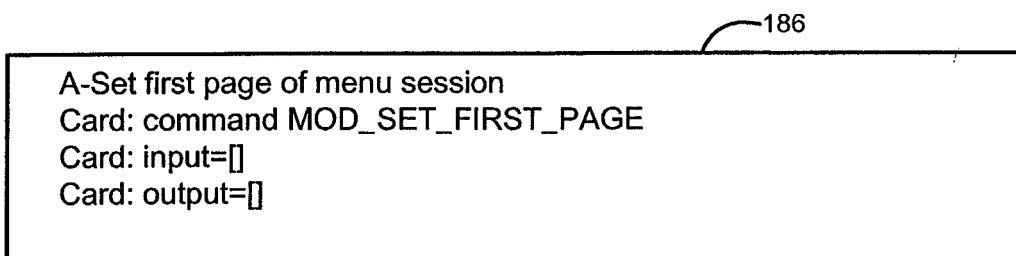 186
A-Set first page of menu session
Card: command MOD_SET_FIRST_PAGE
Card: input=[]
Card: output=[]